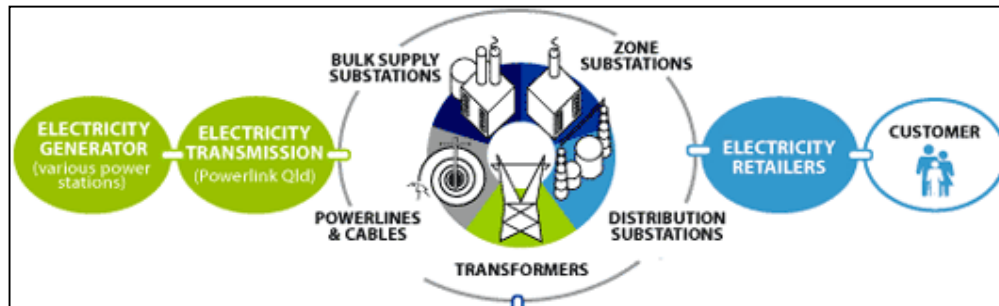 ELECTRICITY
GENERATOR
(various power
stations)
ELECTRICITY
TRANSMISSION
(Powerlink Qld)
BULK SUPPLY
SUBSTATIONS
ZONE
SUBSTATIONS
POWERLINES
& CABLES
DISTRIBUTION
SUBSTATIONS
TRANSFORMERS
ELECTRICITY
RETAILERS
CUSTOMER